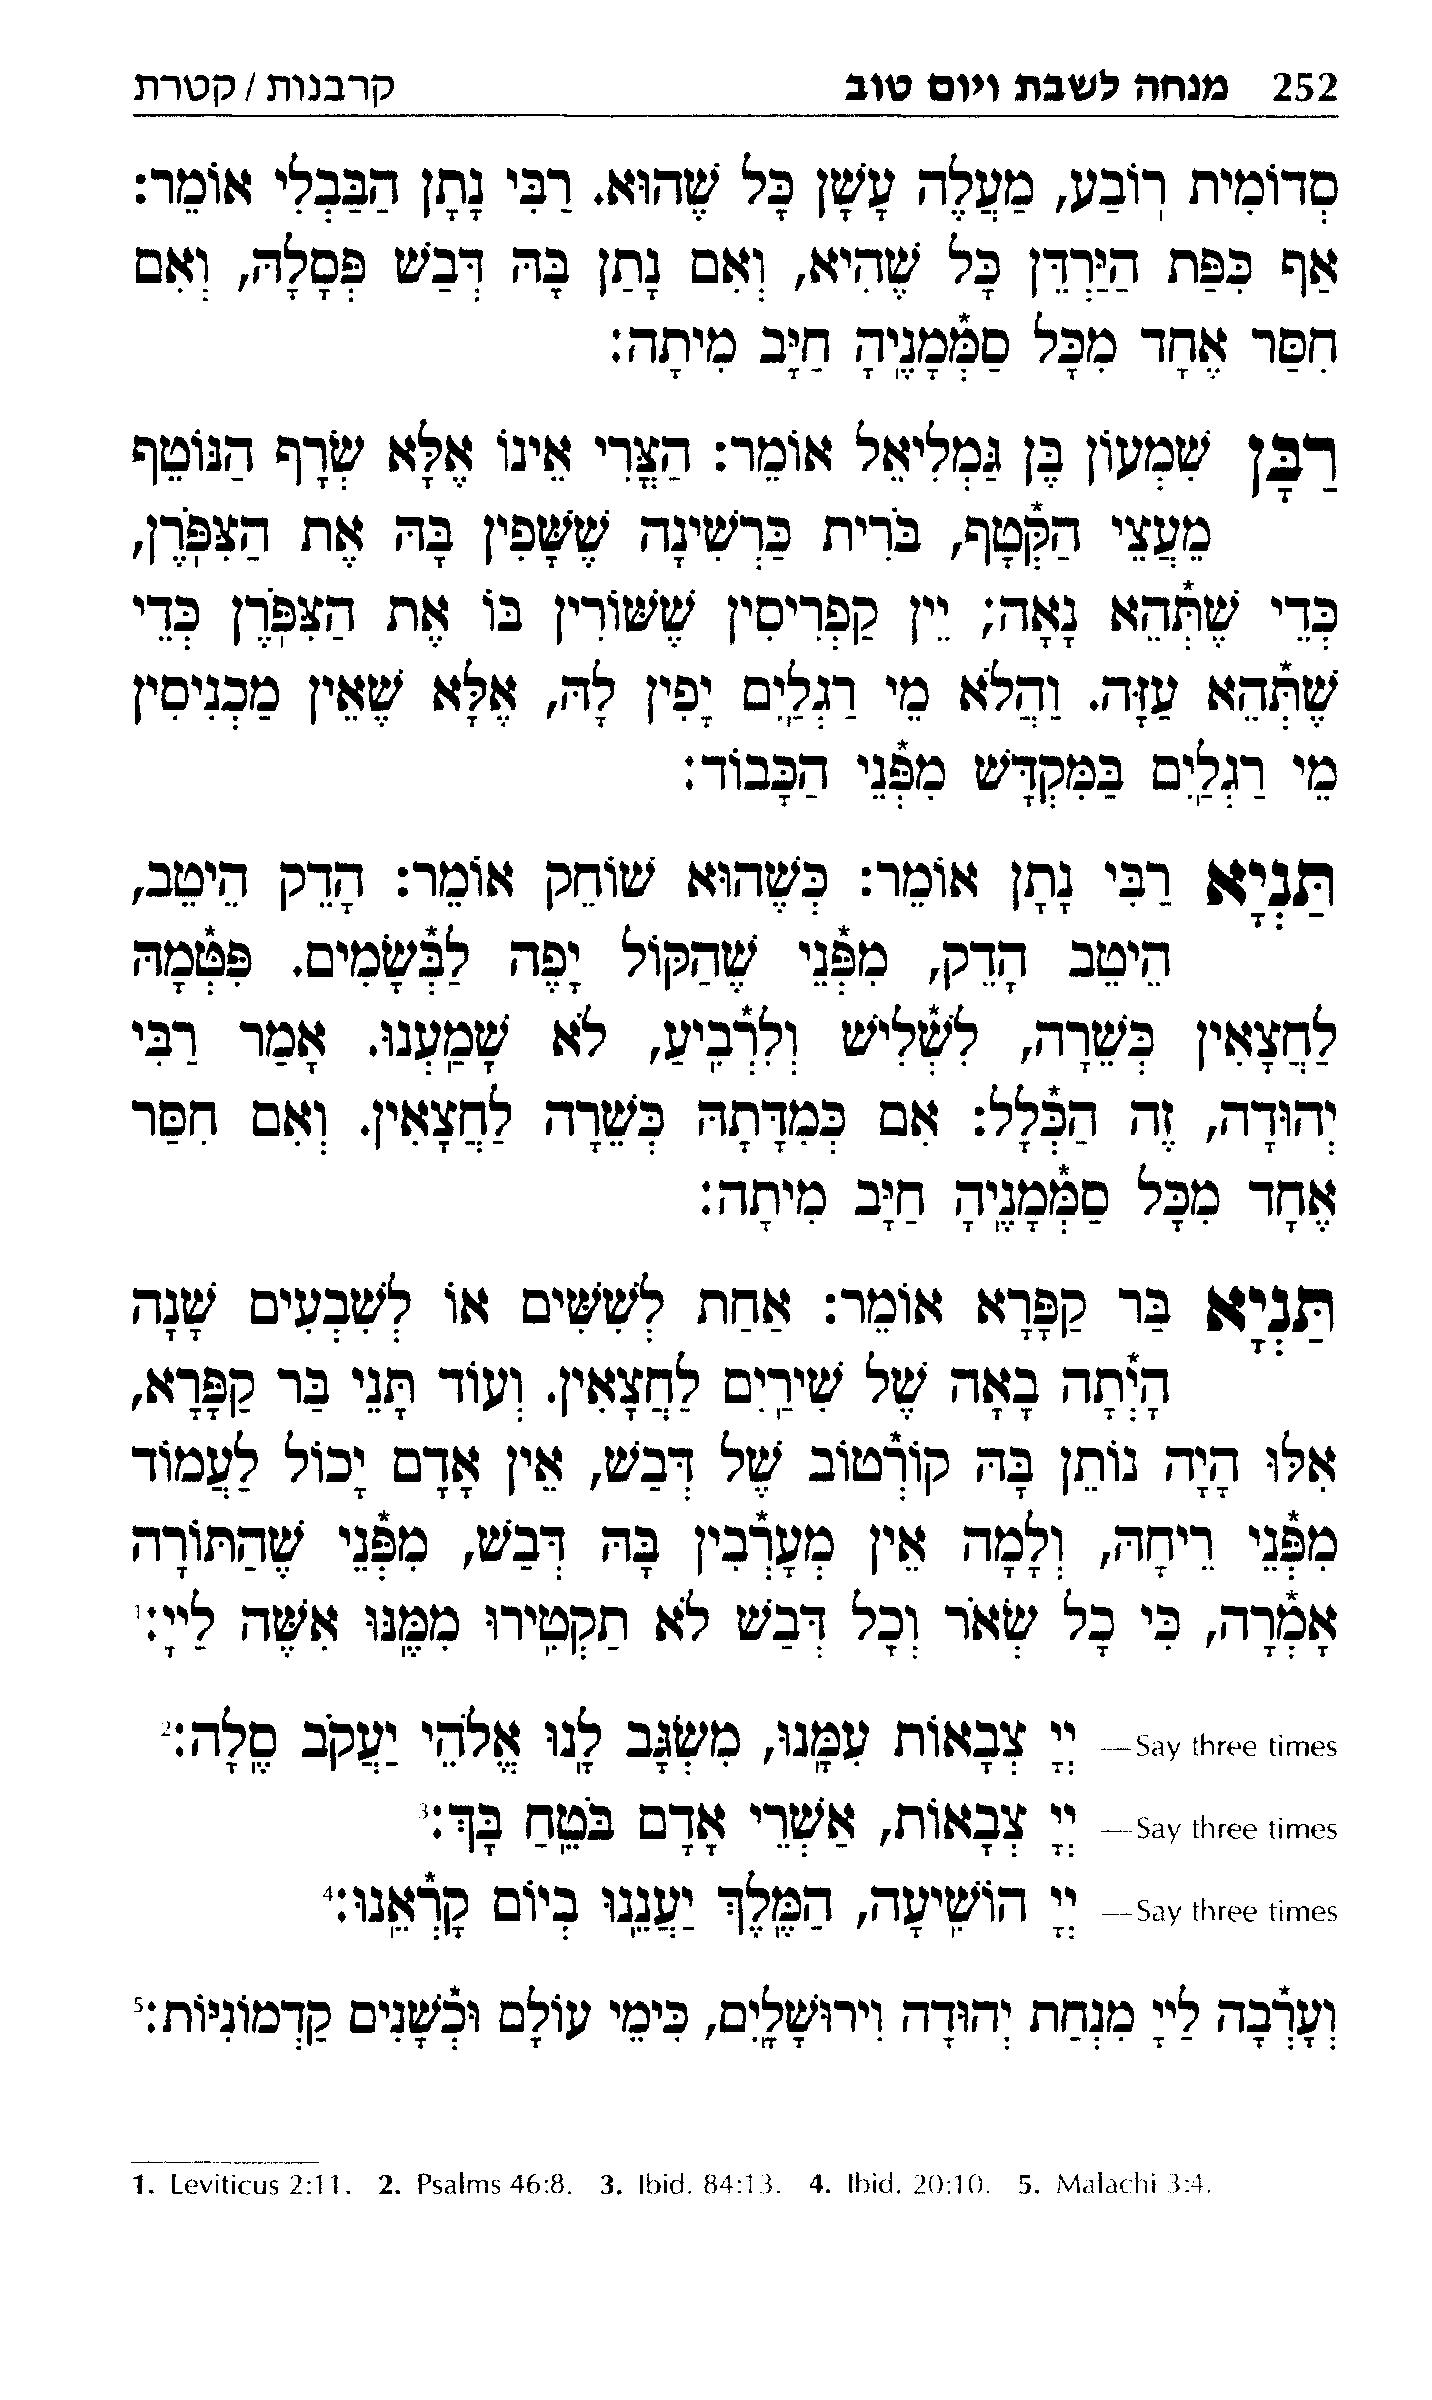 252 מנחה לשבת ויום טוב קרבנות / קטרת
סְדוֹמִית רוֹבַע, מַעֲלֶה עָשָׁן כָּל שֶׁהוּא. רַבִּי נָתָן הַבַּבְלִי אוֹמֵר:
אַף כִּפַּת הַיַּרְדֵּן כָּל שֶׁהִיא, וְאִם נָתַן בָּהּ דְּבַשׁ פְּסָלָהּ, וְאִם
חִסַּר אֶחָד מִכָּל סַמְּמָנֶיהָ חַיָּב מִיתָה:
רַבָּן שִׁמְעוֹן בֶּן גַּמְלִיאֵל אוֹמֵר: הַצֳּרִי אֵינוֹ אֶלָּא שְׂרָף הַנּוֹטֵף
מֵעֲצֵי הַקְּטָף, בֹּרִית כַּרְשִׁינָה שֶׁשָּׁפִין בָּהּ אֶת הַצִּפֹּרֶן,
כְּדֵי שֶׁתְּהֵא נָאָה; יֵין קַפְרִיסִין שֶׁשּׁוֹרִין בּוֹ אֶת הַצִּפֹּרֶן כְּדֵי
שֶׁתְּהֵא עַזָּה. וַהֲלֹא מֵי רַגְלַיִם יָפִין לָהּ, אֶלָּא שֶׁאֵין מַכְנִיסִין
מֵי רַגְלַיִם בַּמִּקְדָּשׁ מִפְּנֵי הַכָּבוֹד:
תַּנְיָא רַבִּי נָתָן אוֹמֵר: כְּשֶׁהוּא שׁוֹחֵק אוֹמֵר: הָדֵק הֵיטֵב,
הֵיטֵב הָדֵק, מִפְּנֵי שֶׁהַקּוֹל יָפֶה לַבְּשָׂמִים. פִּטְּמָהּ
לַחֲצָאִין כְּשֵׁרָה, לִשְׁלִישׁ וְלִרְבִיעַ, לֹא שָׁמַעְנוּ. אָמַר רַבִּי
יְהוּדָה, זֶה הַכְּלָל: אִם כְּמִדָּתָהּ כְּשֵׁרָה לַחֲצָאִין. וְאִם חִסַּר
אֶחָד מִכָּל סַמְּמָנֶיהָ חַיָּב מִיתָה:
תַּנְיָא בַּר קַפָּרָא אוֹמֵר: אַחַת לְשִׁשִּׁים אוֹ לְשִׁבְעִים שָׁנָה
הָיְתָה בָאָה שֶׁל שִׁירַיִם לַחֲצָאִין. וְעוֹד תָּנֵי בַּר קַפָּרָא,
אִלּוּ הָיָה נוֹתֵן בָּהּ קוֹרְטוֹב שֶׁל דְּבַשׁ, אֵין אָדָם יָכוֹל לַעֲמוֹד
מִפְּנֵי רֵיחָהּ, וְלָמָה אֵין מְעָרְבִין בָּהּ דְּבַשׁ, מִפְּנֵי שֶׁהַתּוֹרָה
אָמְרָה, כִּי כָל שְׂאֹר וְכָל דְּבַשׁ לֹא תַקְטִירוּ מִמֶּנּוּ אִשֶּׁה לַייָ:1
Say three times— יְיָ צְבָאוֹת עִמָּנוּ, מִשְׂגָּב לָנוּ אֱלֹהֵי יַעֲקֹב סֶלָה:2
Say three times— יְיָ צְבָאוֹת, אַשְׁרֵי אָדָם בֹּטֵחַ בָּךְ:3
Say three times— יְיָ הוֹשִׁיעָה, הַמֶּלֶךְ יַעֲנֵנוּ בְיוֹם קָרְאֵנוּ:4
וְעָרְבָה לַייָ מִנְחַת יְהוּדָה וִירוּשָׁלָיִם, כִּימֵי עוֹלָם וּכְשָׁנִים קַדְמוֹנִיּוֹת:5
1. Leviticus 2:11. 2. Psalms 46:8. 3. Ibid. 84:13. 4. Ibid. 20:10. 5. Malachi 3:4.